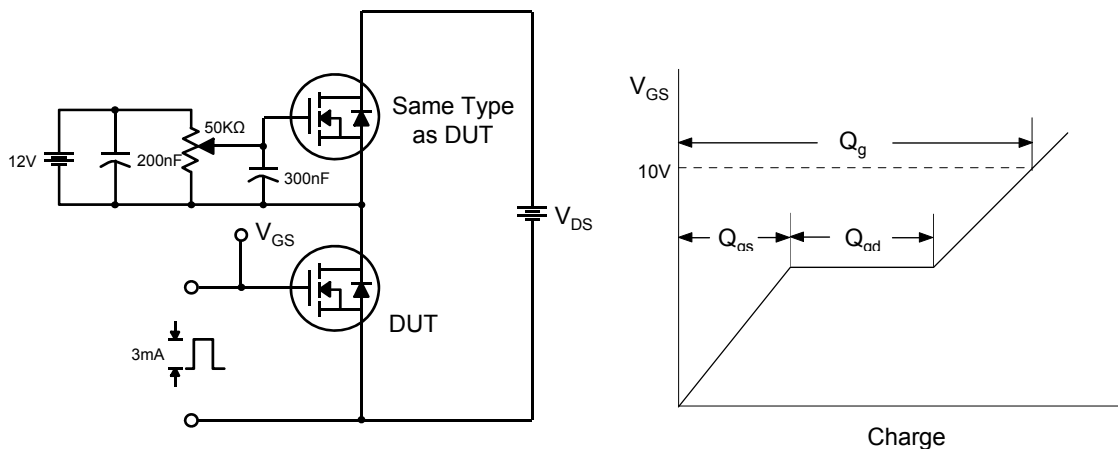 Same Type
as DUT
50KΩ
12V
200nF
300nF
V_GS
V_DS
DUT
3mA
V_GS
Q_g
10V
Q_gs
Q_gd
Charge